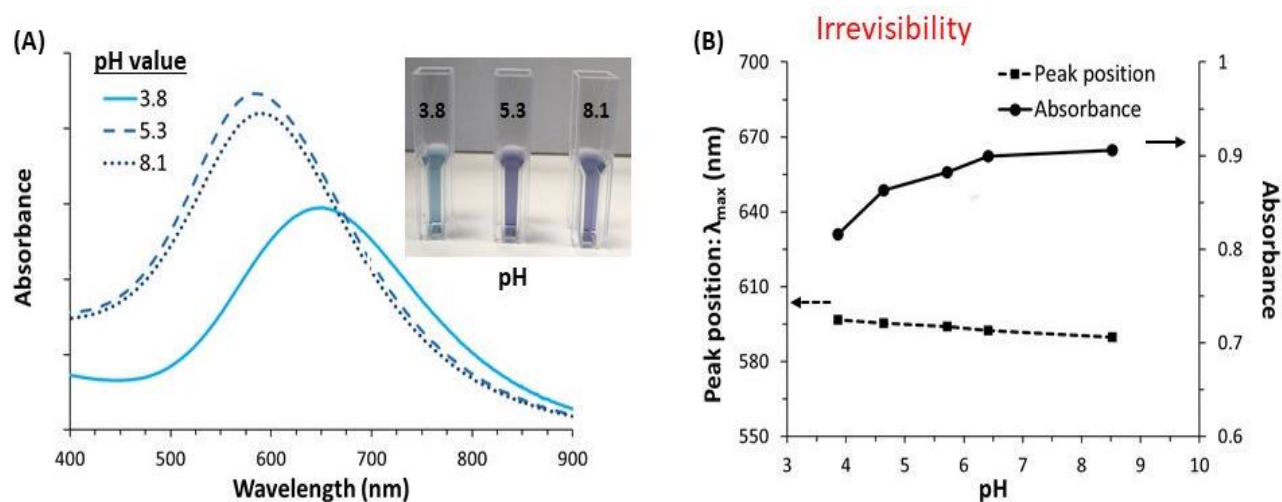 (A)
pH value
3.8
5.3
8.1
3.8 5.3 8.1
pH
Absorbance
400 500 600 700 800 900
Wavelength (nm)
(B)
Irrevisibility
Peak position
Absorbance
Peak position: λmax (nm)
700
670
640
610
580
550
1
0.9
0.8
0.7
0.6
Absorbance
3 4 5 6 7 8 9 10
pH